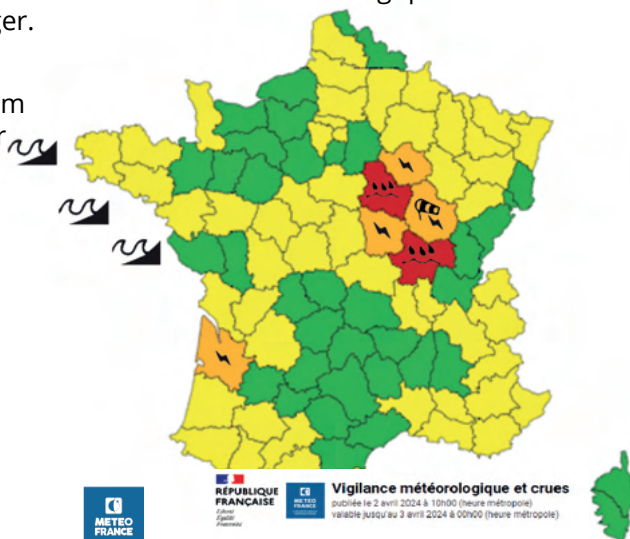 ger.
m
METEO
FRANCE
RÉPUBLIQUE
FRANÇAISE
Liberté
Égalité
Fraternité
METEO
FRANCE
Vigilance météorologique et crues
publiée le 2 avril 2024 à 10h00 (heure métropole)
valable jusqu'au 3 avril 2024 à 00h00 (heure métropole)